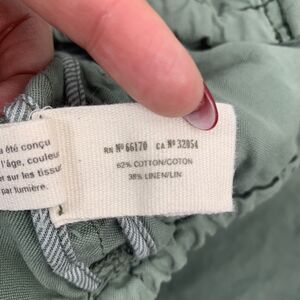 RN Nº 66170 CA Nº 32054
62% COTTON/COTON
38% LINEN/LIN
a été conçu
l'âge, couleu
et sur les tissus
par lumière.